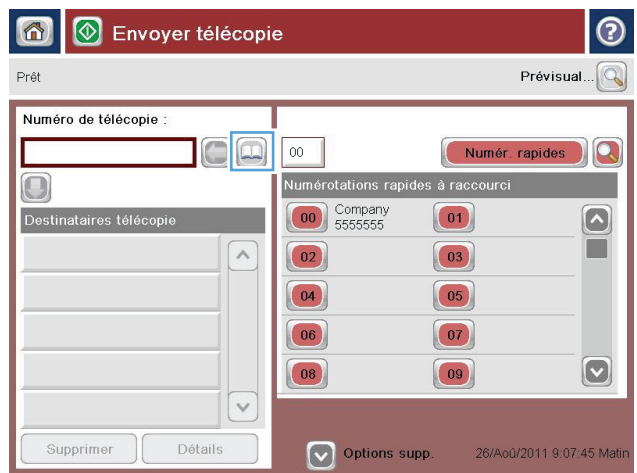 Envoyer télécopie
Prêt
Prévisual...
Numéro de télécopie :
00
Numér. rapides
Numérotations rapides à raccourci
Destinataires télécopie
00 Company 01
5555555
02 03
04 05
06 07
08 09
Supprimer Détails
Options supp. 26/Aoû/2011 9:07:45 Matin